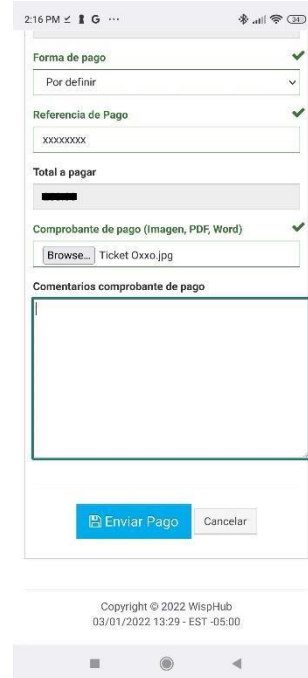 2:16 PM
G ...
34
Forma de pago
Por definir
Referencia de Pago
xxxxxxxx
Total a pagar
Comprobante de pago (Imagen, PDF, Word)
Browse... Ticket Oxxo.jpg
Comentarios comprobante de pago
Enviar Pago Cancelar
Copyright © 2022 WispHub
03/01/2022 13:29 - EST -05:00